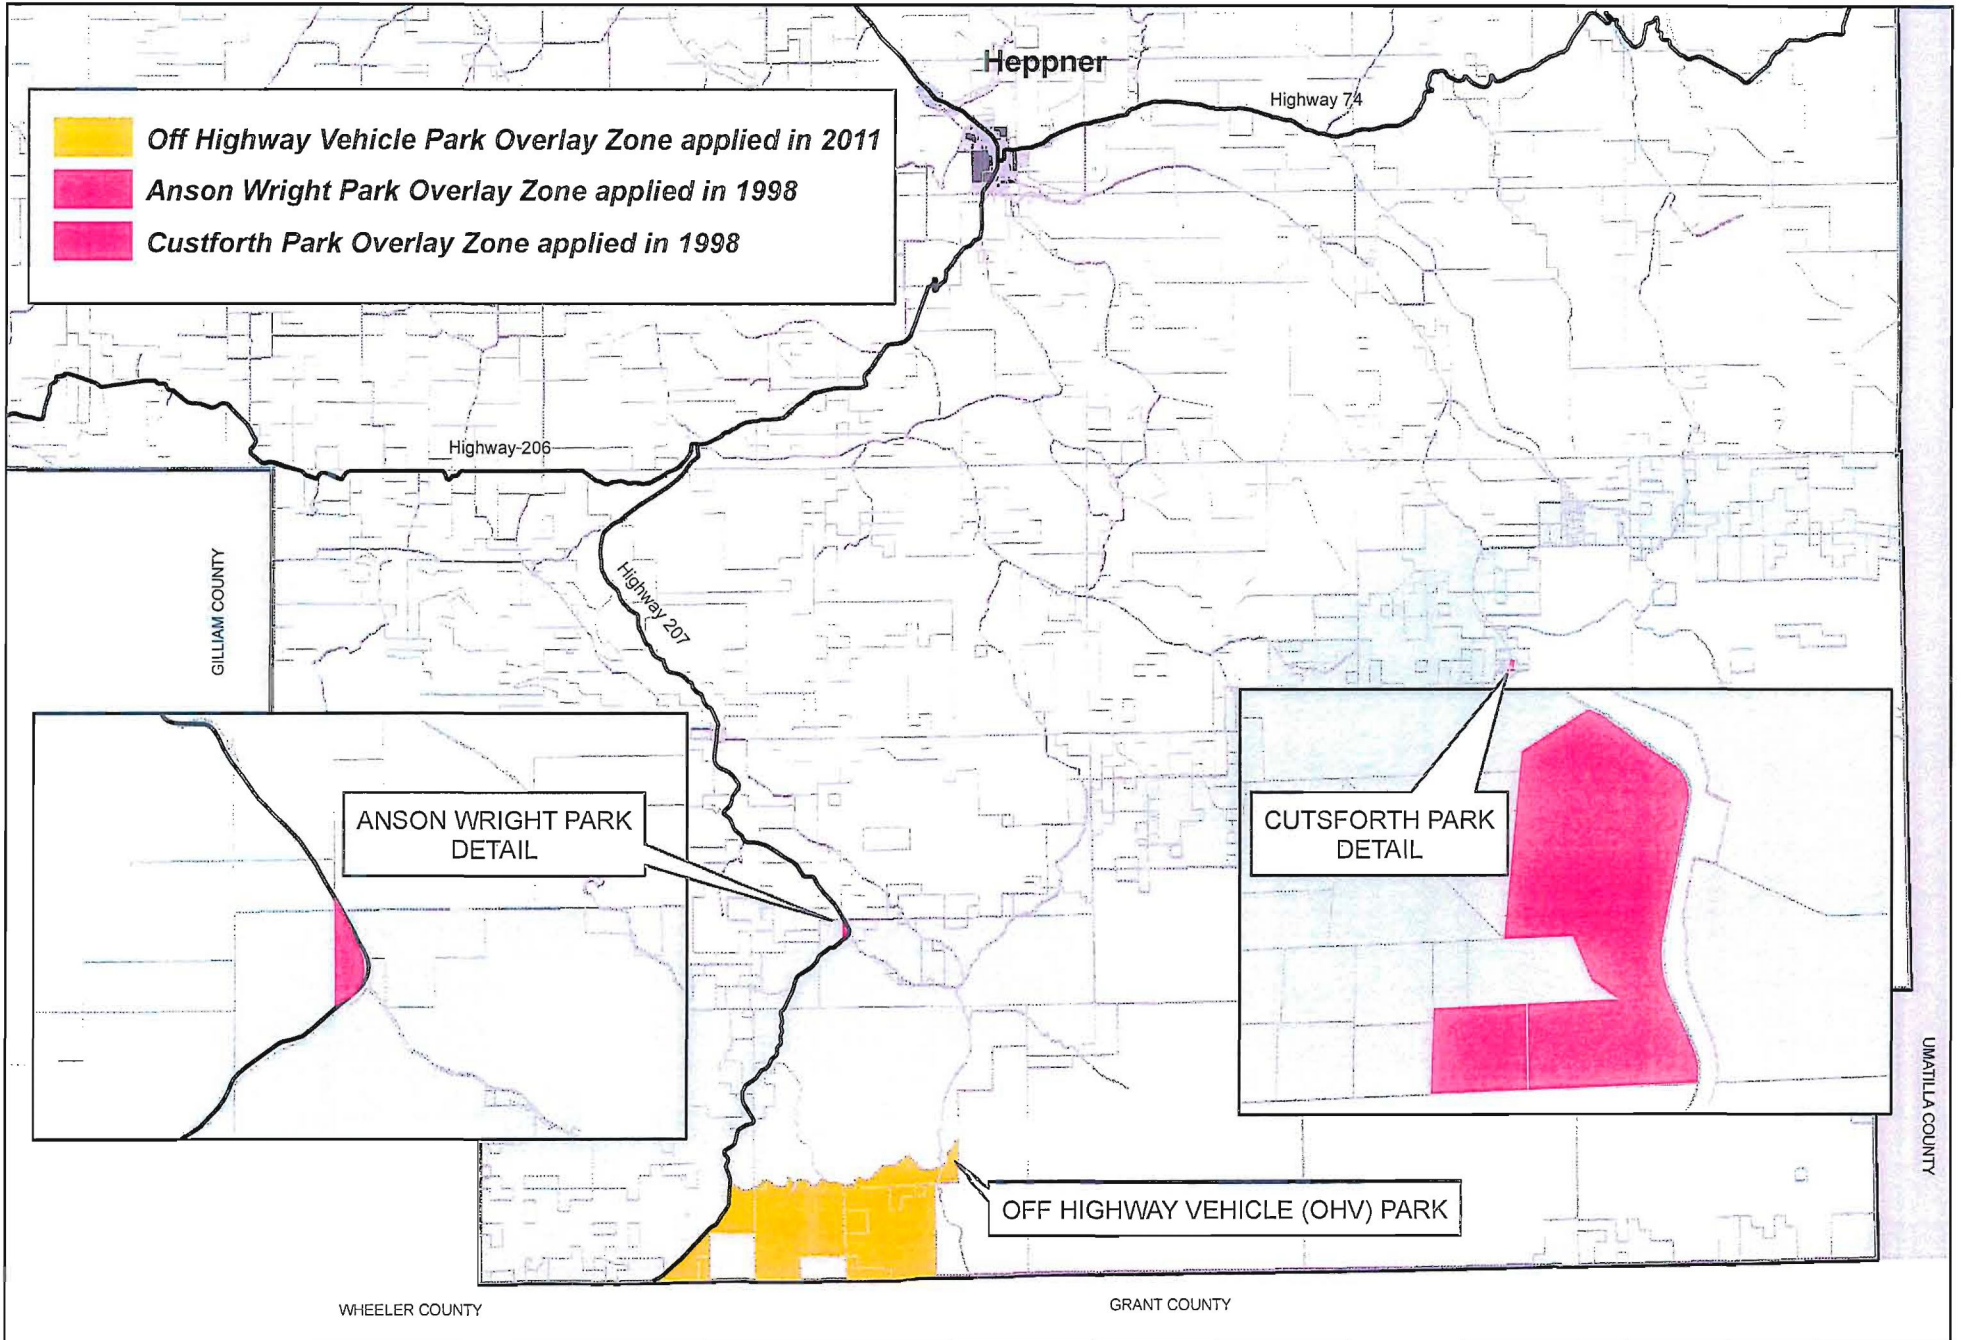 Heppner
Highway 74
Off Highway Vehicle Park Overlay Zone applied in 2011
Anson Wright Park Overlay Zone applied in 1998
Custforth Park Overlay Zone applied in 1998
Highway 206
GILLIAM COUNTY
Highway 207
ANSON WRIGHT PARK
DETAIL
CUTSFORTH PARK
DETAIL
UMATILLA COUNTY
OFF HIGHWAY VEHICLE (OHV) PARK
WHEELER COUNTY
GRANT COUNTY